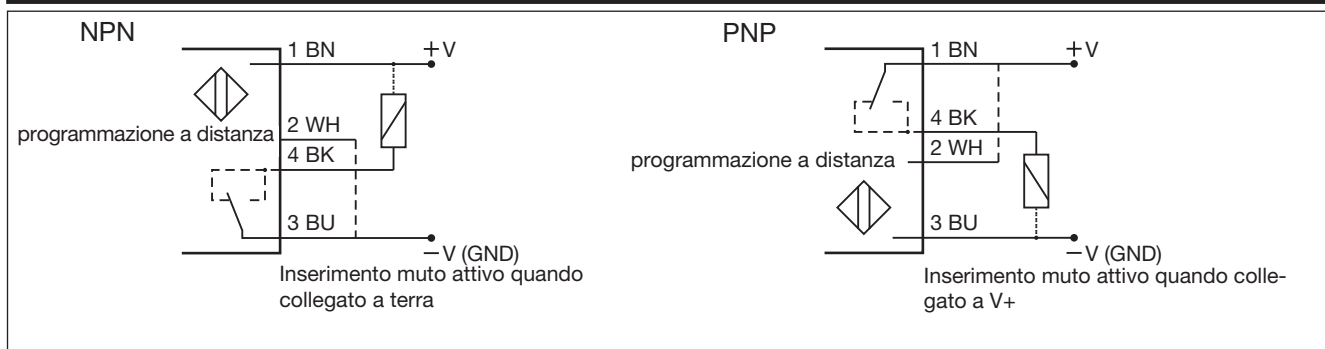 NPN
1 BN
+V
programmazione a distanza
2 WH
4 BK
3 BU
–V (GND)
Inserimento muto attivo quando
collegato a terra
PNP
1 BN
+V
4 BK
programmazione a distanza
2 WH
3 BU
–V (GND)
Inserimento muto attivo quando colle-
gato a V+